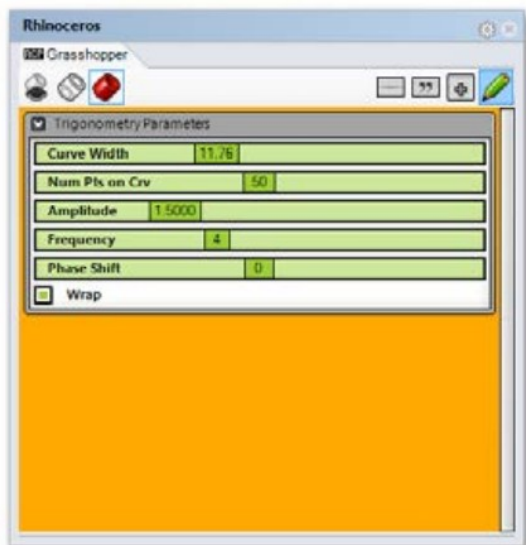 Rhinoceros
Grasshopper
Trigonometry Parameters
Curve Width 11.76
Num Pts on Crv 50
Amplitude 1.5000
Frequency 4
Phase Shift 0
Wrap